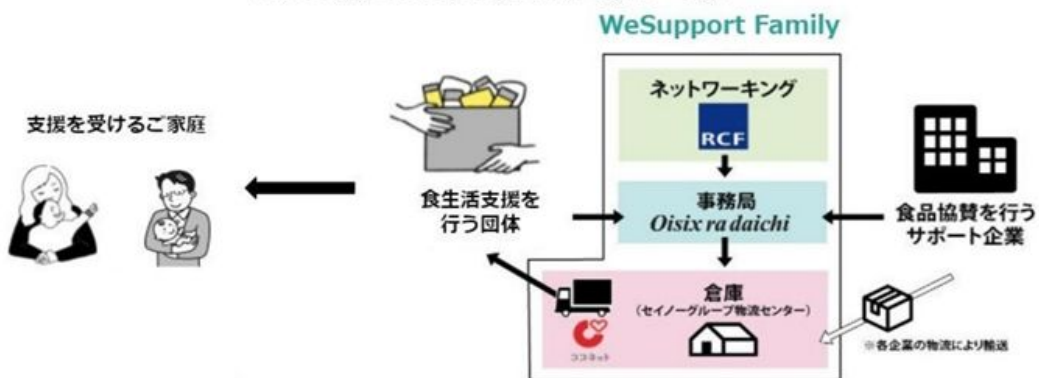 WeSupport Family
ネットワーキング
RCF
支援を受けるご家庭
食生活支援を
行う団体
事務局
Oisix ra daichi
食品協賛を行う
サポート企業
倉庫
(セイノーグループ物流センター)
ココネット
※各企業の物流により輸送